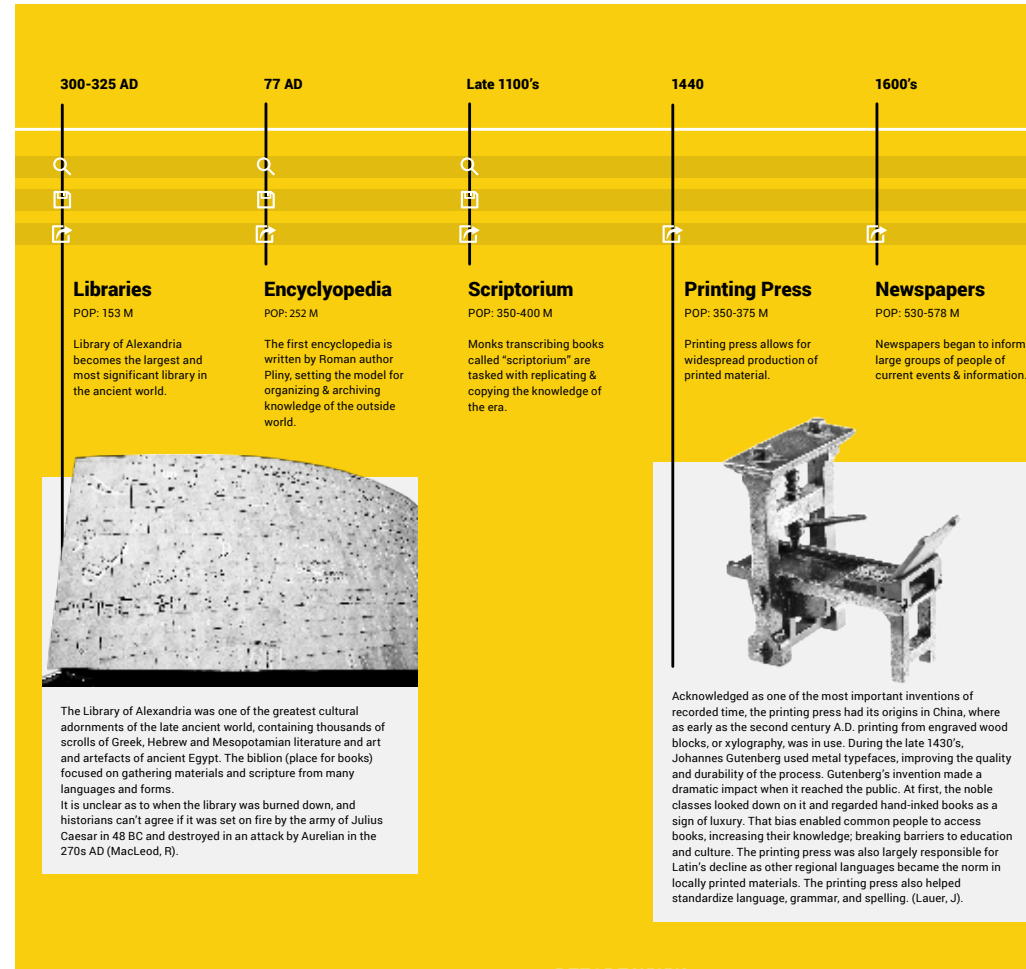 300-325 AD
77 AD
Late 1100's
1440
1600's
Libraries
POP: 153 M
Library of Alexandria
becomes the largest and
most significant library in
the ancient world.
Encyclyopedia
POP: 252 M
The first encyclopedia is
written by Roman author
Pliny, setting the model for
organizing & archiving
knowledge of the outside
world.
Scriptorium
POP: 350-400 M
Monks transcribing books
called “scriptorium” are
tasked with replicating &
copying the knowledge of
the era.
Printing Press
POP: 350-375 M
Printing press allows for
widespread production of
printed material.
Newspapers
POP: 530-578 M
Newspapers began to inform
large groups of people of
current events & information.
The Library of Alexandria was one of the greatest cultural
adornments of the late ancient world, containing thousands of
scrolls of Greek, Hebrew and Mesopotamian literature and art
and artefacts of ancient Egypt. The biblion (place for books)
focused on gathering materials and scripture from many
languages and forms.
It is unclear as to when the library was burned down, and
historians can't agree if it was set on fire by the army of Julius
Caesar in 48 BC and destroyed in an attack by Aurelian in the
270s AD (MacLeod, R).
Acknowledged as one of the most important inventions of
recorded time, the printing press had its origins in China, where
as early as the second century A.D. printing from engraved wood
blocks, or xylography, was in use. During the late 1430's,
Johannes Gutenberg used metal typefaces, improving the quality
and durability of the process. Gutenberg's invention made a
dramatic impact when it reached the public. At first, the noble
classes looked down on it and regarded hand-inked books as a
sign of luxury. That bias enabled common people to access
books, increasing their knowledge; breaking barriers to education
and culture. The printing press was also largely responsible for
Latin's decline as other regional languages became the norm in
locally printed materials. The printing press also helped
standardize language, grammar, and spelling. (Lauer, J).